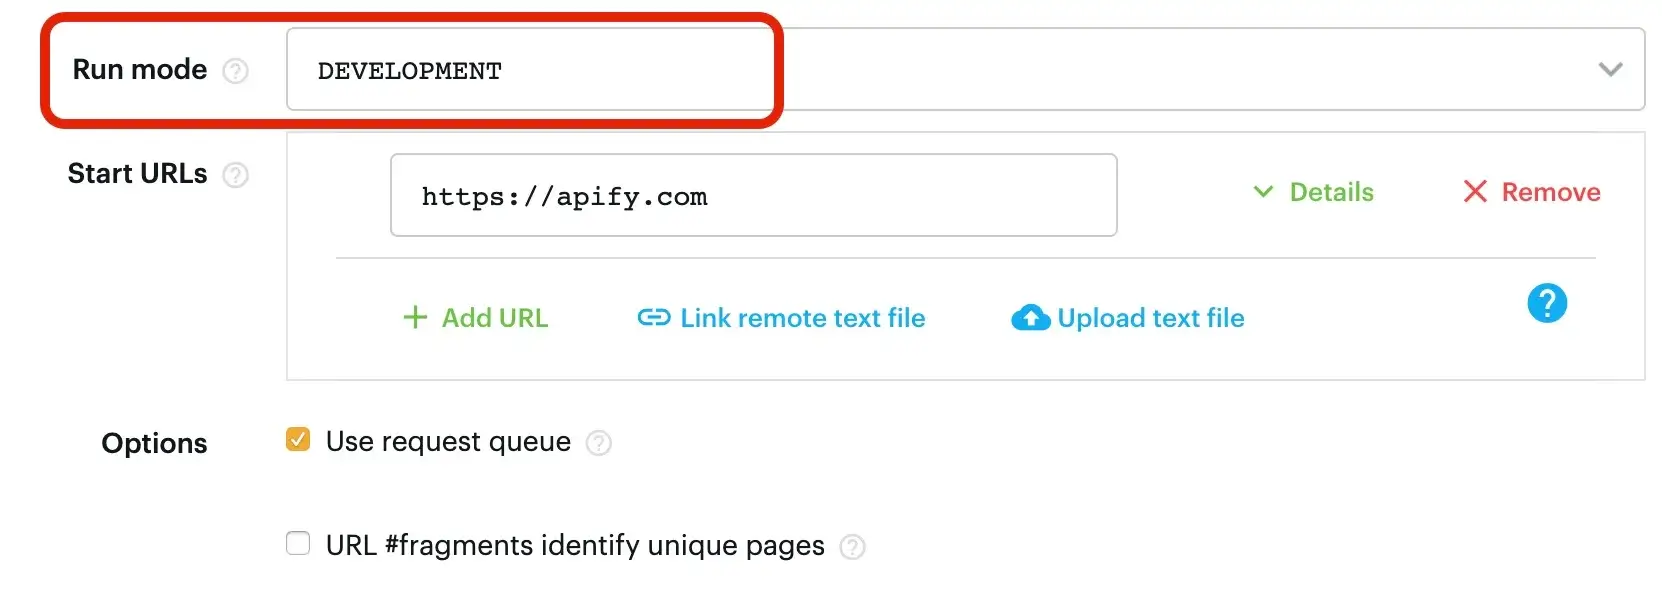 Run mode ? DEVELOPMENT
Start URLs ? https://apify.com Details Remove
Add URL Link remote text file Upload text file ?
Options Use request queue ?
URL #fragments identify unique pages ?